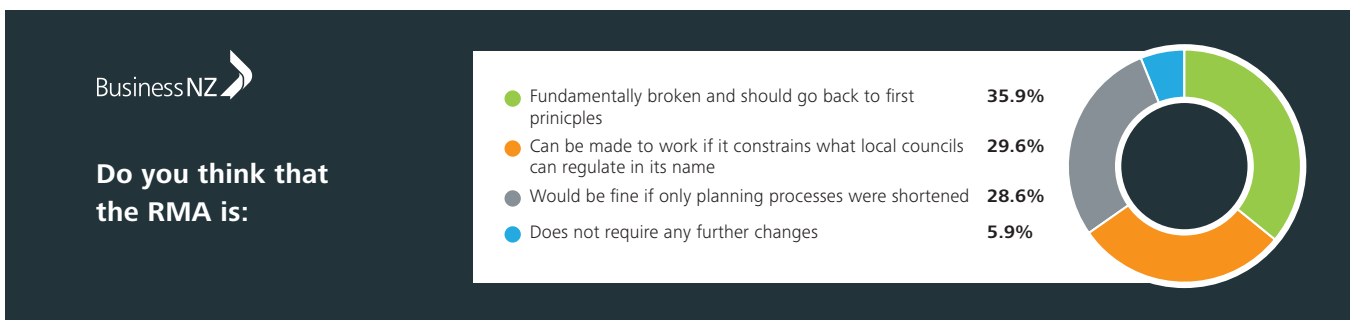 BusinessNZ
Do you think that
the RMA is:
Fundamentally broken and should go back to first 35.9%
prinicples
Can be made to work if it constrains what local councils 29.6%
can regulate in its name
Would be fine if only planning processes were shortened 28.6%
Does not require any further changes 5.9%